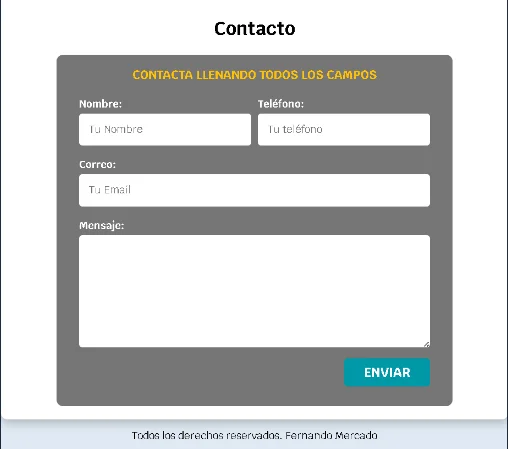 Contacto
CONTACTA LLENANDO TODOS LOS CAMPOS
Nombre: Teléfono:
Tu Nombre Tu teléfono
Correo:
Tu Email
Mensaje:
ENVIAR
Todos los derechos reservados. Fernando Mercado